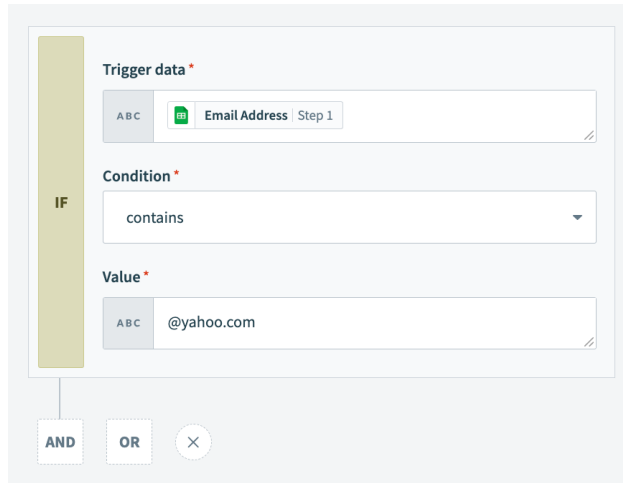 Trigger data *
ABC Email Address Step 1
Condition *
IF
contains
Value *
ABC @yahoo.com
AND OR